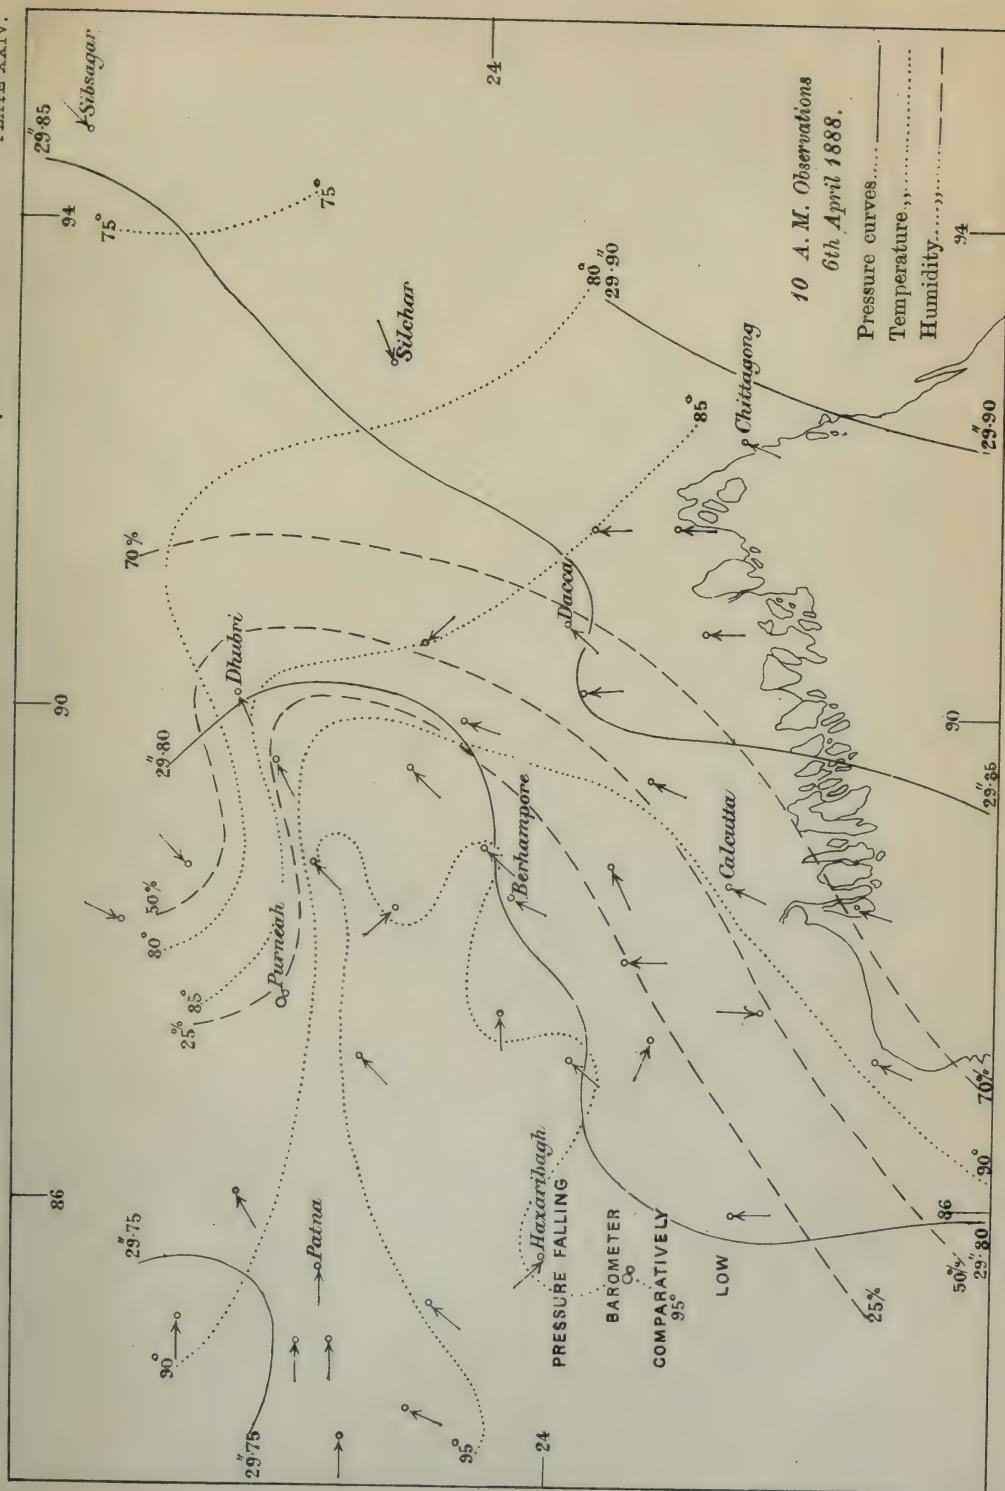 PLATE XXIV.
86
90
94
29″·75
29″·80
29″·85
70%
75°
90°
25%
85°
80°
50%
Sibsagar
Dhubri
Purneah
Patna
29″·75
75°
Silchar
95°
80°
29″·90
Berhampore
Dacca
85°
24
24
Haxaribagh
PRESSURE FALLING
BAROMETER
COMPARATIVELY
95°
LOW
Calcutta
Chittagong
10 A. M. Observations
6th April 1888.
Pressure curves.....
Temperature.,,..........
Humidity.....,,.....
25%
50%
29″·80
86
90°
70%
29″·85
90
29″·90
94